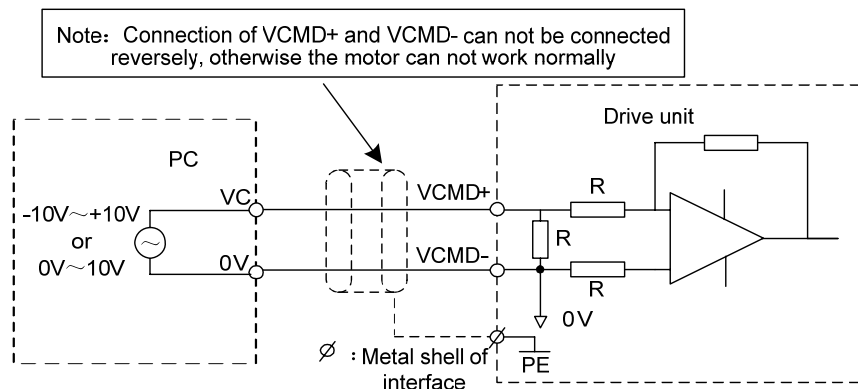 Note: Connection of VCMD+ and VCMD- can not be connected
reversely, otherwise the motor can not work normally
Drive unit
PC
VC
VCMD+
R
-10V～+10V
or
0V～10V
～
R
0V
VCMD-
R
0V
PE
: Metal shell of
interface